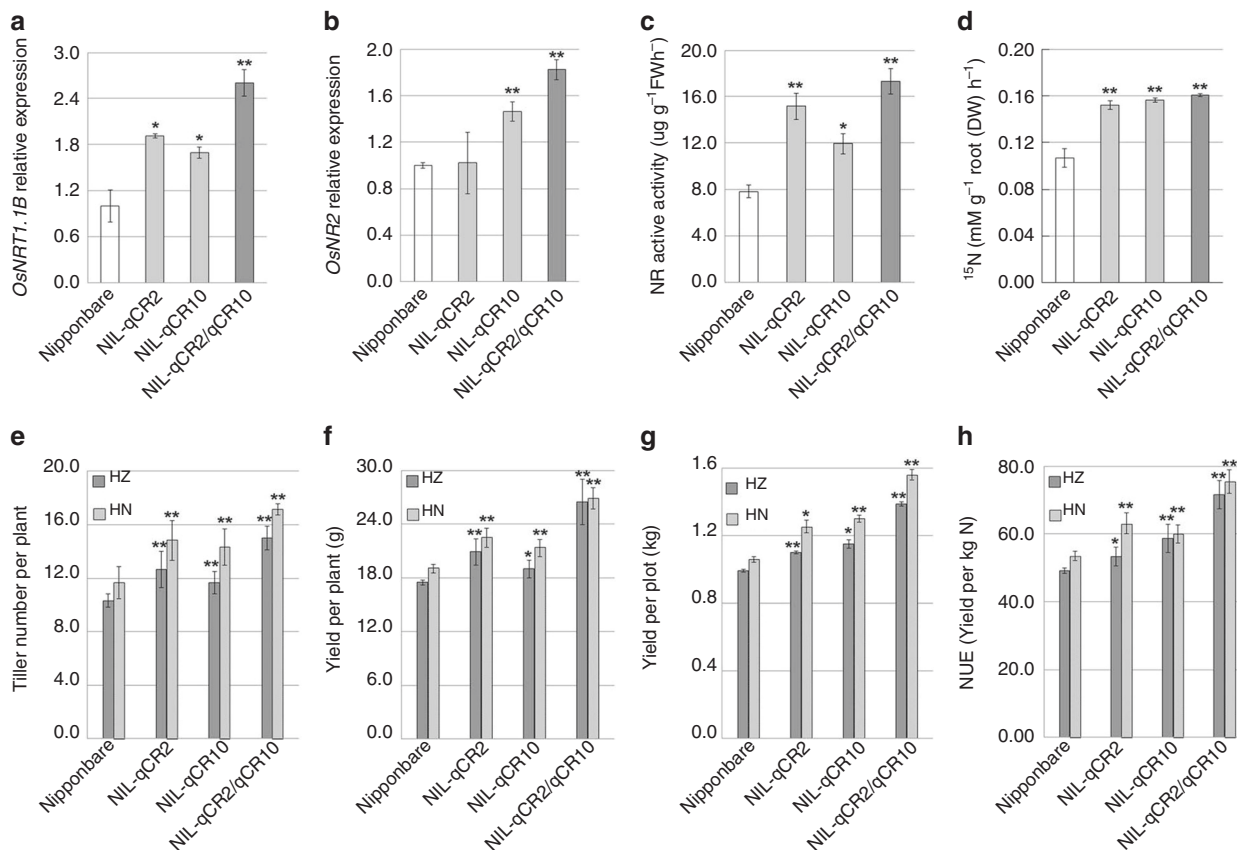 a
OsNRT1.1B relative expression
3.0
2.4
1.8
1.2
0.6
0.0
*
*
**
Nipponbare
NIL-qCR2
NIL-qCR10
NIL-qCR2/qCR10
b
OsNR2 relative expression
2.0
1.6
1.2
0.8
0.4
0.0
**
**
Nipponbare
NIL-qCR2
NIL-qCR10
NIL-qCR2/qCR10
c
NR active activity (ug g⁻¹FWh⁻)
20.0
16.0
12.0
8.0
4.0
0.0
**
*
**
Nipponbare
NIL-qCR2
NIL-qCR10
NIL-qCR2/qCR10
d
¹⁵N (mM g⁻¹ root (DW) h⁻¹
0.20
0.16
0.12
0.08
0.04
0.00
**
**
**
Nipponbare
NIL-qCR2
NIL-qCR10
NIL-qCR2/qCR10
e
Tiller number per plant
20.0
16.0
12.0
8.0
4.0
0.0
HZ
HN
**
**
**
**
**
**
Nipponbare
NIL-qCR2
NIL-qCR10
NIL-qCR2/qCR10
f
Yield per plant (g)
30.0
24.0
18.0
12.0
6.0
0.0
HZ
HN
**
**
*
**
**
**
Nipponbare
NIL-qCR2
NIL-qCR10
NIL-qCR2/qCR10
g
Yield per plot (kg)
1.6
1.2
0.8
0.4
0.0
HZ
HN
**
*
*
**
**
**
Nipponbare
NIL-qCR2
NIL-qCR10
NIL-qCR2/qCR10
h
NUE (Yield per kg N)
80.0
60.0
40.0
20.0
00.00
HZ
HN
*
**
**
**
**
**
Nipponbare
NIL-qCR2
NIL-qCR10
NIL-qCR2/qCR10